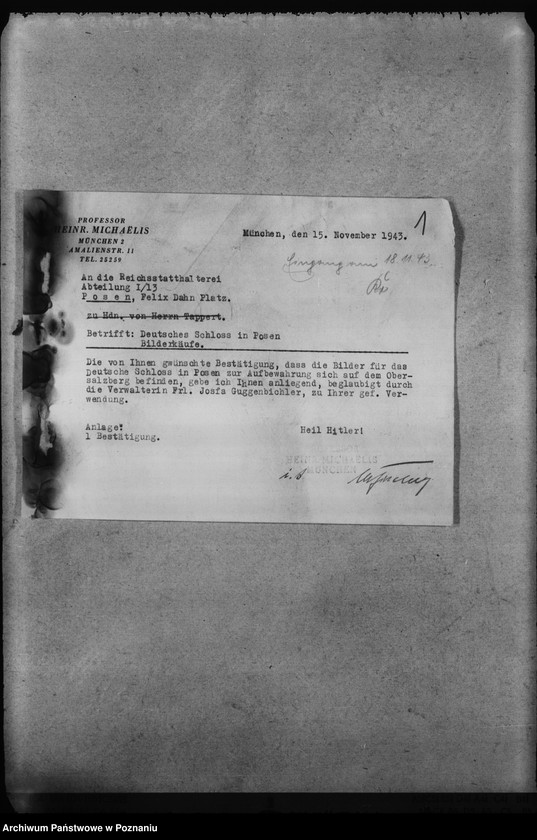 1
PROFESSOR
HEINR. MICHAËLIS
MÜNCHEN 2
AMALIENSTR. 11
TEL. 25259
München, den 15. November 1943.
Eingang am 18.11.43.
An die Reichsstatthalterei
Abteilung I/13
Posen, Felix Dahn Platz.
zu Hdn. von Herrn Tappert.
Betrifft: Deutsches Schloss in Posen
Bilderkäufe.
Die von Ihnen gwünschte Bestätigung, dass die Bilder für das
Deutsche Schloss in Posen zur Aufbewahrung sich auf dem Ober-
salzberg befinden, gebe ich Ihnen anliegend, beglaubigt durch
die Verwalterin Frl. Josfa Guggenbichler, zu Ihrer gef. Ver-
wendung.
Anlage:
1 Bestätigung.
Heil Hitler!
HEINR. MICHAËLIS
MÜNCHEN
Archiwum Państwowe w Poznaniu